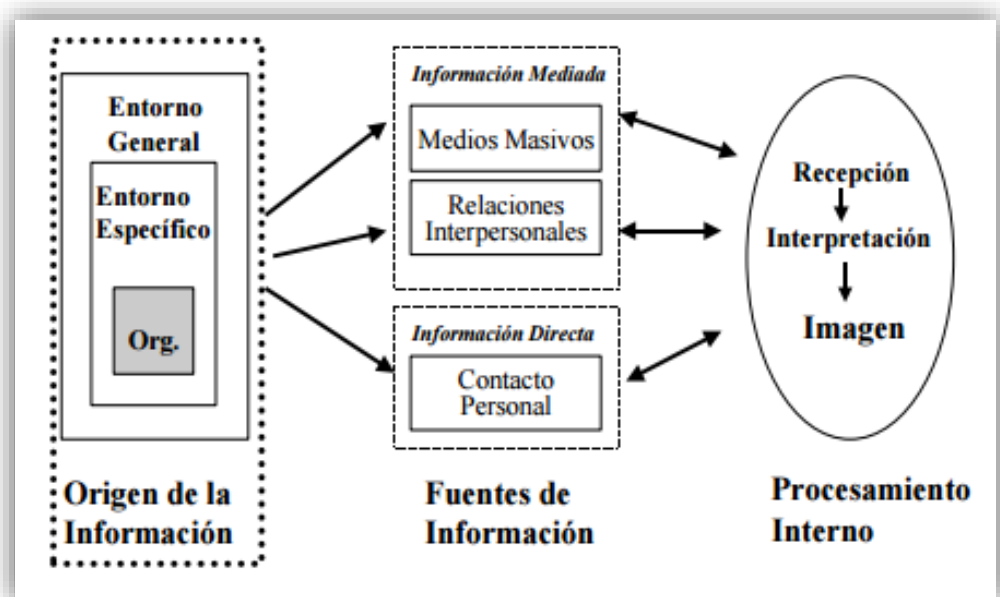 Entorno
General
Entorno
Específico
Org.
Origen de la
Información
Información Mediada
Medios Masivos
Relaciones
Interpersonales
Información Directa
Contacto
Personal
Fuentes de
Información
Recepción
Interpretación
Imagen
Procesamiento
Interno